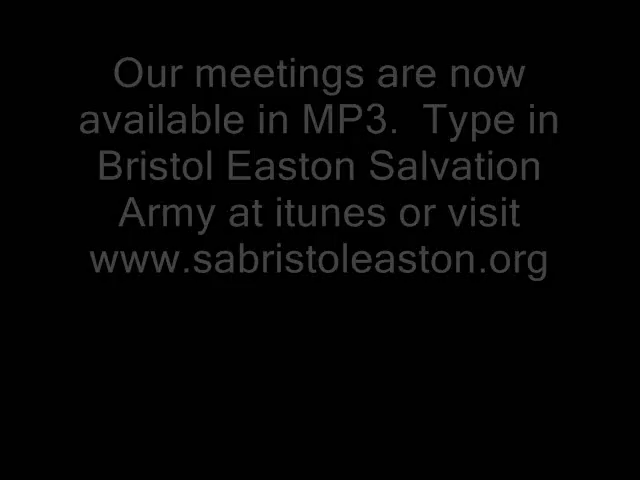 Our meetings are now
available in MP3.  Type in
Bristol Easton Salvation
Army at itunes or visit
www.sabristoleaston.org